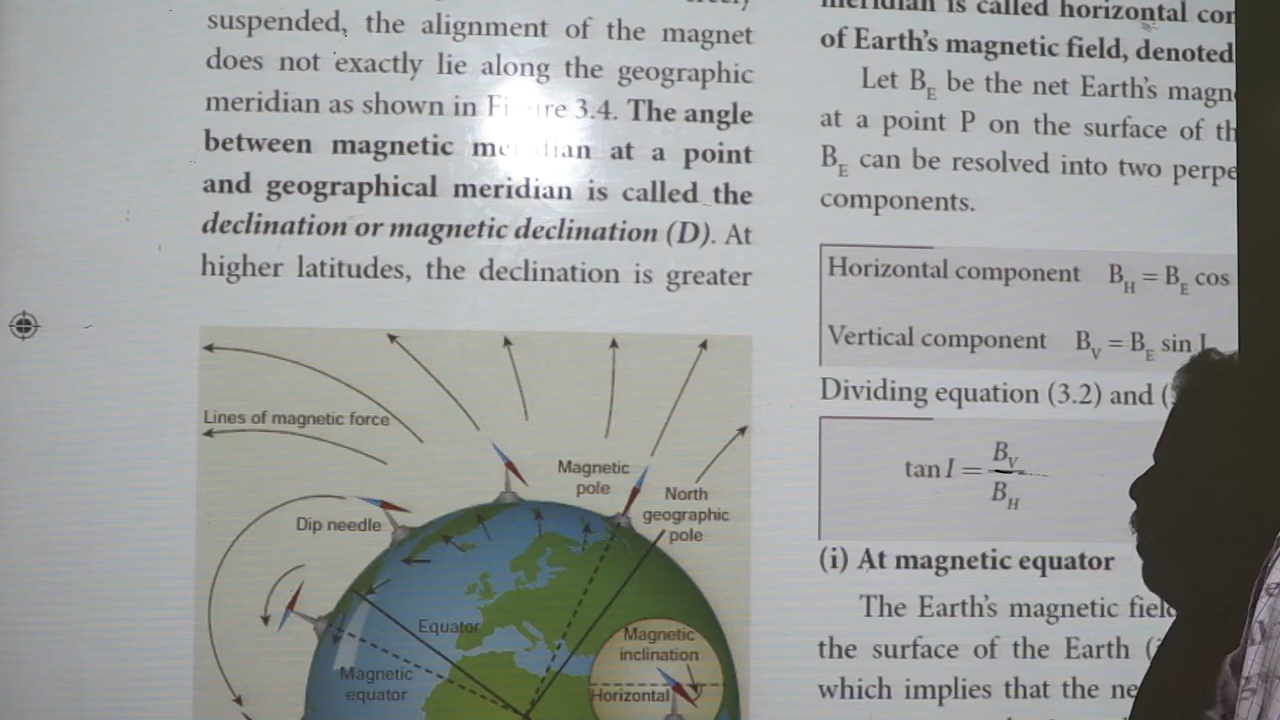 suspended, the alignment of the magnet
does not exactly lie along the geographic
meridian as shown in 3.4. The angle
between magnetic at a point
and geographical meridian is called the
declination or magnetic declination (D). At
higher latitudes, the declination is greater
Lines of magnetic force
Magnetic
pole
North
geographic
pole
Dip needle
Equator
Magnetic
equator
Magnetic
inclination
Horizontal
meridian is called horizontal
of Earth's magnetic field, denoted
Let B_E be the net Earth's
at a point P on the surface of
B_E can be resolved into two
components.
Horizontal component B_H = B_E cos
Vertical component B_V = B_E sin I
Dividing equation (3.2) and (
tan I = B_V / B_H
(i) At magnetic equator
The Earth's magnetic
the surface of the Earth (
which implies that the